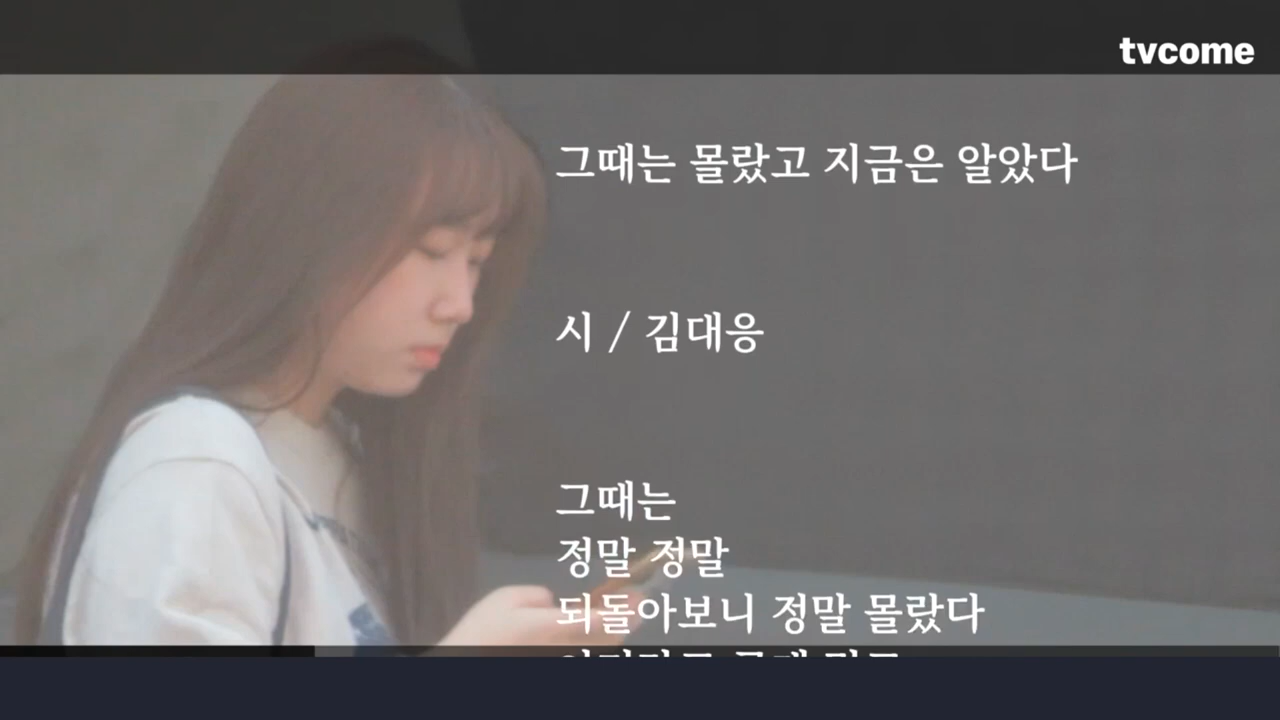 tvcome
그때는 몰랐고 지금은 알았다
시 / 김대응
그때는
정말 정말
되돌아보니 정말 몰랐다